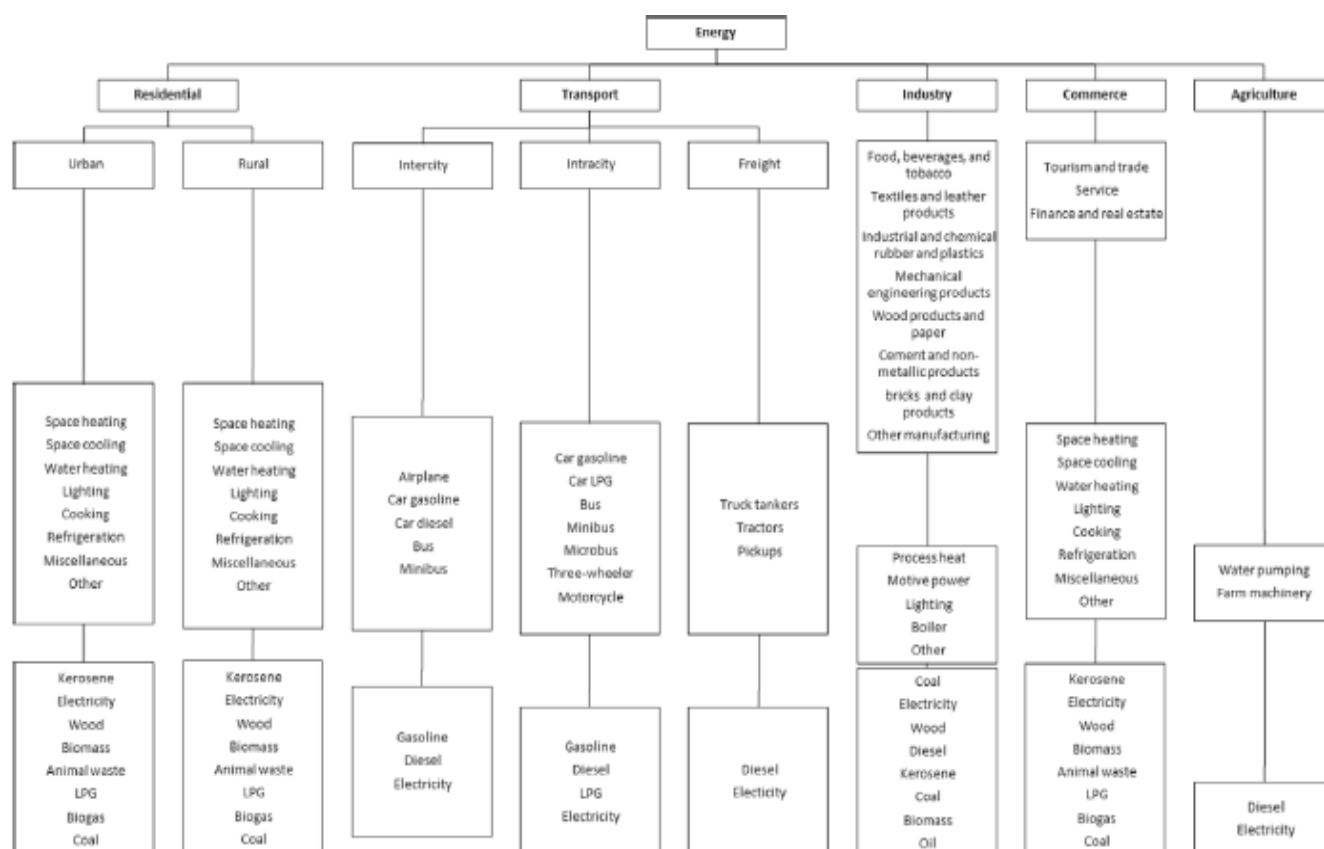 Energy
Residential
Transport
Industry
Commerce
Agriculture
Urban
Rural
Intercity
Intracity
Freight
Food, beverages, and
tobacco
Textiles and leather
products
Industrial and chemical
rubber and plastics
Mechanical
engineering products
Wood products and
paper
Cement and non-
metallic products
bricks and clay
products
Other manufacturing
Tourism and trade
Service
Finance and real estate
Space heating
Space cooling
Water heating
Lighting
Cooking
Refrigeration
Miscellaneous
Other
Space heating
Space cooling
Water heating
Lighting
Cooking
Refrigeration
Miscellaneous
Other
Airplane
Car gasoline
Car diesel
Bus
Minibus
Car gasoline
Car LPG
Bus
Minibus
Microbus
Three-wheeler
Motorcycle
Truck tankers
Tractors
Pickups
Process heat
Motive power
Lighting
Boiler
Other
Space heating
Space cooling
Water heating
Lighting
Cooking
Refrigeration
Miscellaneous
Other
Water pumping
Farm machinery
Kerosene
Electricity
Wood
Biomass
Animal waste
LPG
Biogas
Coal
Kerosene
Electricity
Wood
Biomass
Animal waste
LPG
Biogas
Coal
Gasoline
Diesel
Electricity
Gasoline
Diesel
LPG
Electricity
Diesel
Electicity
Coal
Electricity
Wood
Diesel
Kerosene
Coal
Biomass
Oil
Kerosene
Electricity
Wood
Biomass
Animal waste
LPG
Biogas
Coal
Diesel
Electricity